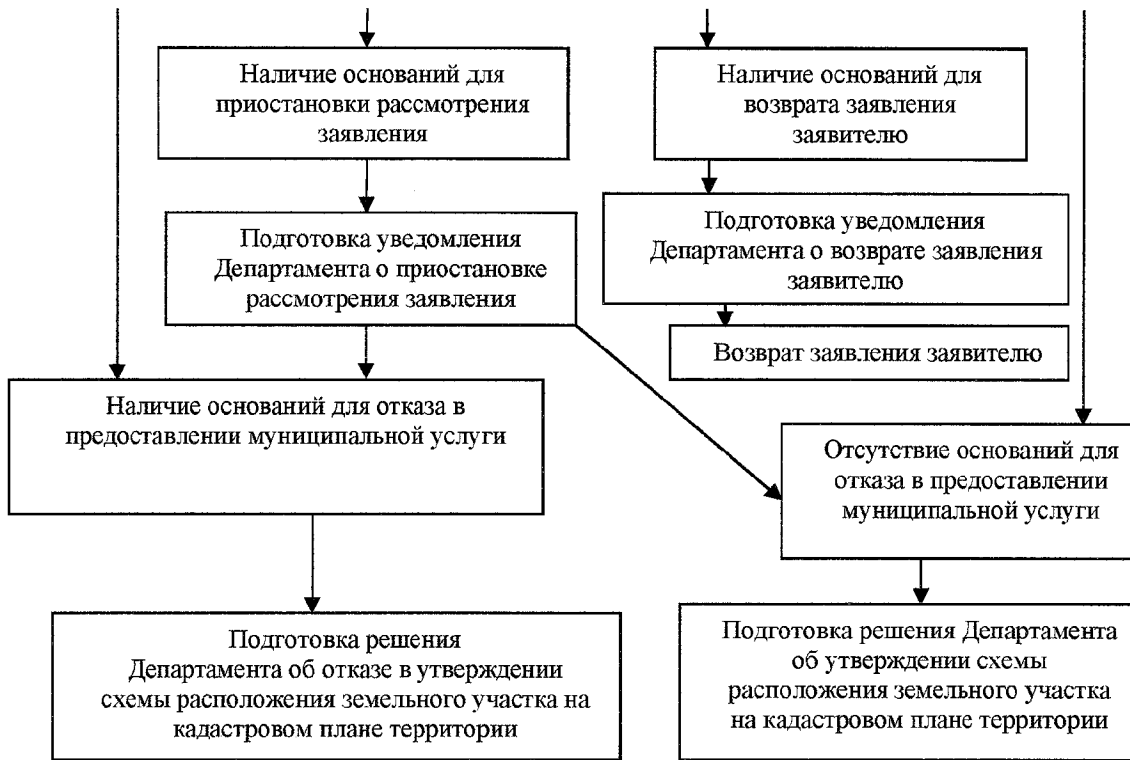 Наличие оснований для
приостановки рассмотрения
заявления
Наличие оснований для
возврата заявления
заявителю
Подготовка уведомления
Департамента о приостановке
рассмотрения заявления
Подготовка уведомления
Департамента о возврате заявления
заявителю
Возврат заявления заявителю
Наличие оснований для отказа в
предоставлении муниципальной услуги
Отсутствие оснований для
отказа в предоставлении
муниципальной услуги
Подготовка решения
Департамента об отказе в утверждении
схемы расположения земельного участка на
кадастровом плане территории
Подготовка решения Департамента
об утверждении схемы
расположения земельного участка
на кадастровом плане территории